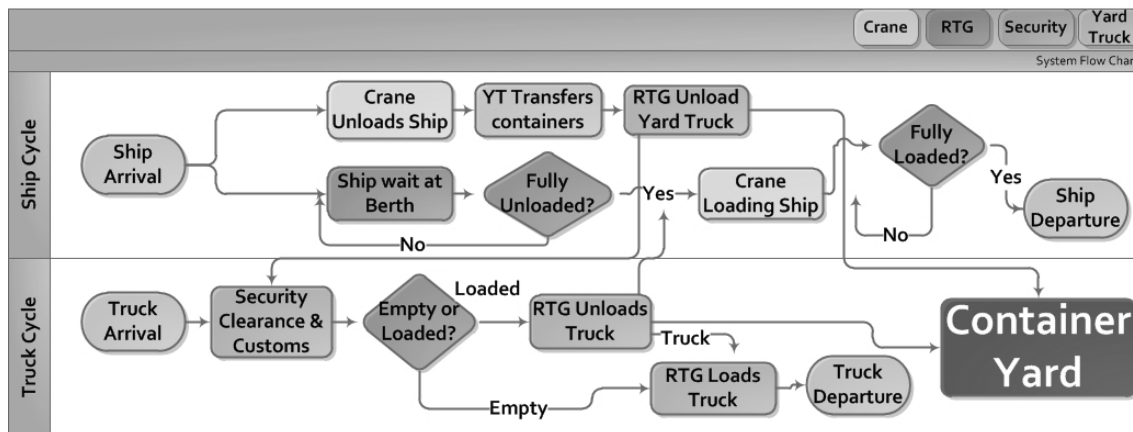 Crane
RTG
Security
Yard
Truck
System Flow Char
Ship Cycle
Ship
Arrival
Crane
Unloads Ship
YT Transfers
containers
RTG Unload
Yard Truck
Ship wait at
Berth
Fully
Unloaded?
No
Yes
Crane
Loading Ship
Fully
Loaded?
No
Yes
Ship
Departure
Truck Cycle
Truck
Arrival
Security
Clearance &
Customs
Empty or
Loaded?
Loaded
Empty
RTG Unloads
Truck
Truck
RTG Loads
Truck
Truck
Departure
Container
Yard